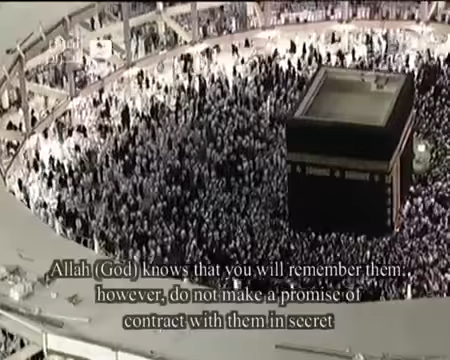 Allah (God) knows that you will remember them:
however, do not make a promise of
contract with them in secret